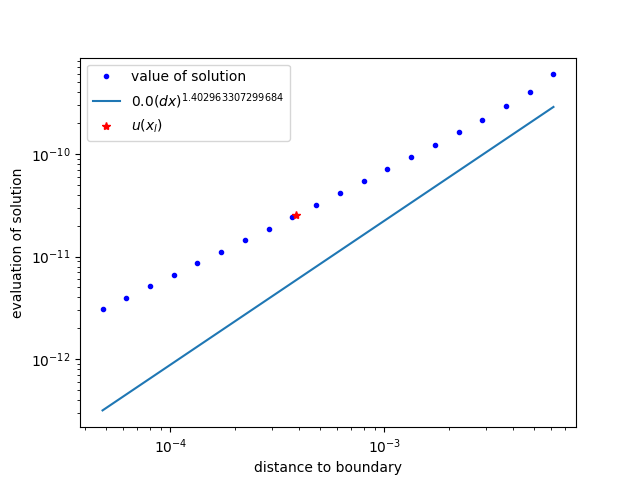 value of solution
0.0(dx)^1.402963307299684
u(x_l)
10^-10
10^-11
10^-12
evaluation of solution
10^-4
10^-3
distance to boundary